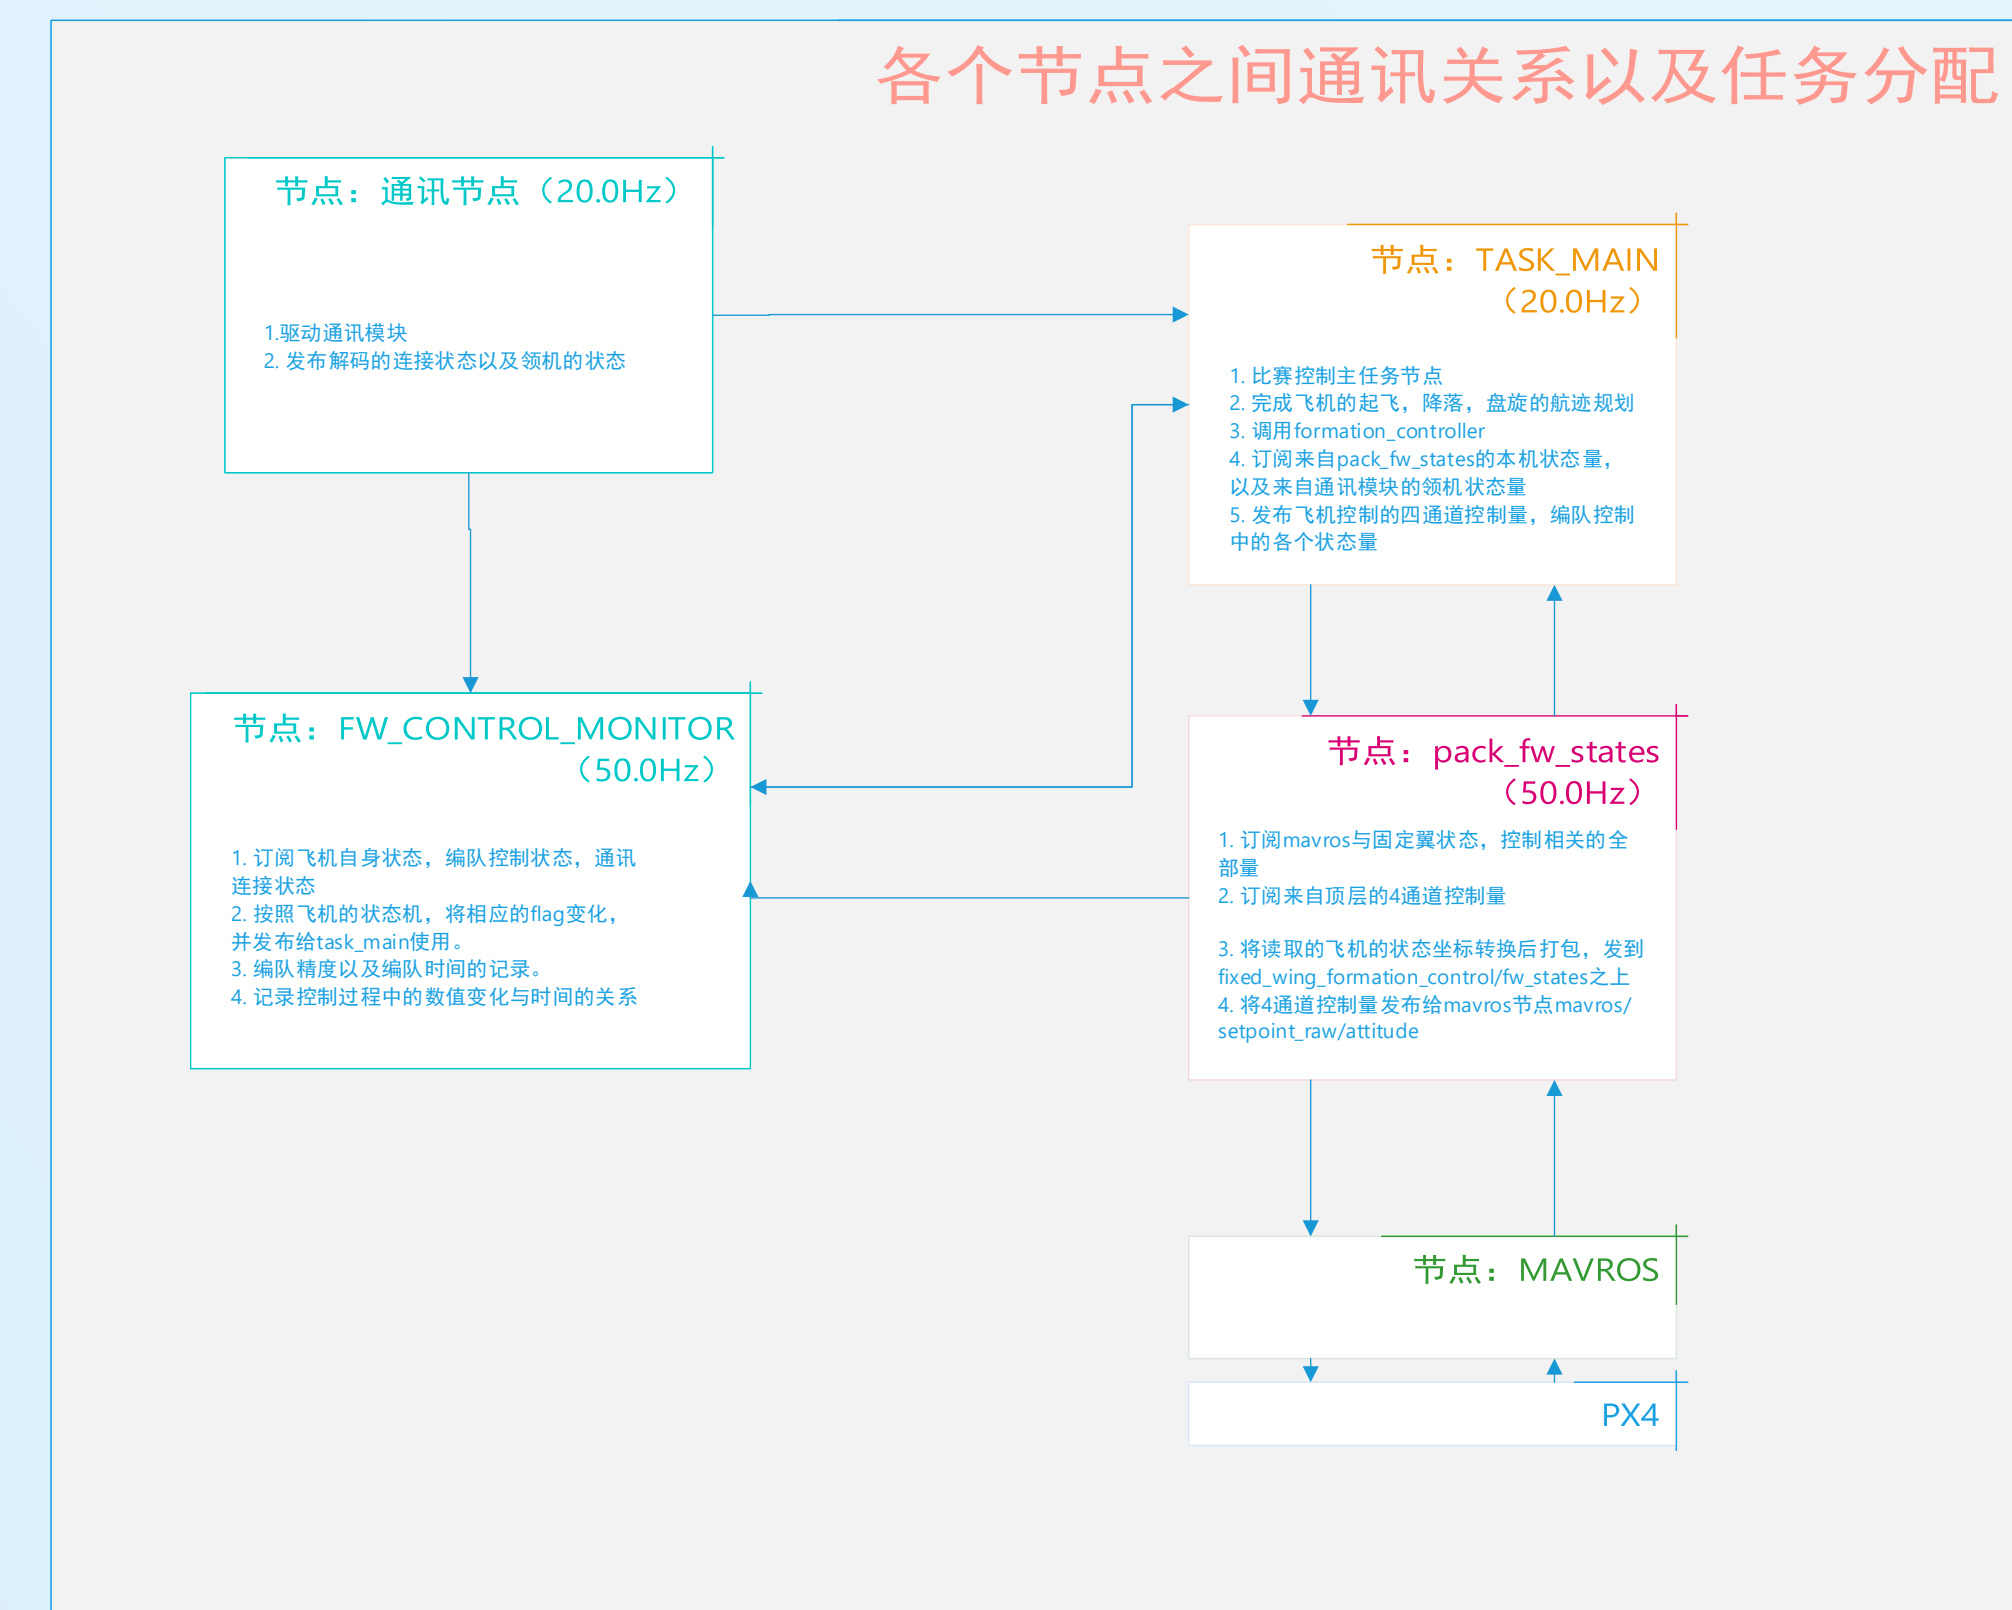 各个节点之间通讯关系以及任务分配
节点：通讯节点（20.0Hz）
1.驱动通讯模块
2. 发布解码的连接状态以及领机的状态
节点：TASK_MAIN
（20.0Hz）
1. 比赛控制主任务节点
2. 完成飞机的起飞，降落，盘旋的航迹规划
3. 调用formation_controller
4. 订阅来自pack_fw_states的本机状态量，
以及来自通讯模块的领机状态量
5. 发布飞机控制的四通道控制量，编队控制
中的各个状态量
节点：FW_CONTROL_MONITOR
（50.0Hz）
1. 订阅飞机自身状态，编队控制状态，通讯
连接状态
2. 按照飞机的状态机，将相应的flag变化，
并发布给task_main使用。
3. 编队精度以及编队时间的记录。
4. 记录控制过程中的数值变化与时间的关系
节点：pack_fw_states
（50.0Hz）
1. 订阅mavros与固定翼状态，控制相关的全
部量
2. 订阅来自顶层的4通道控制量
3. 将读取的飞机的状态坐标转换后打包，发到
fixed_wing_formation_control/fw_states之上
4. 将4通道控制量发布给mavros节点mavros/
setpoint_raw/attitude
节点：MAVROS
PX4